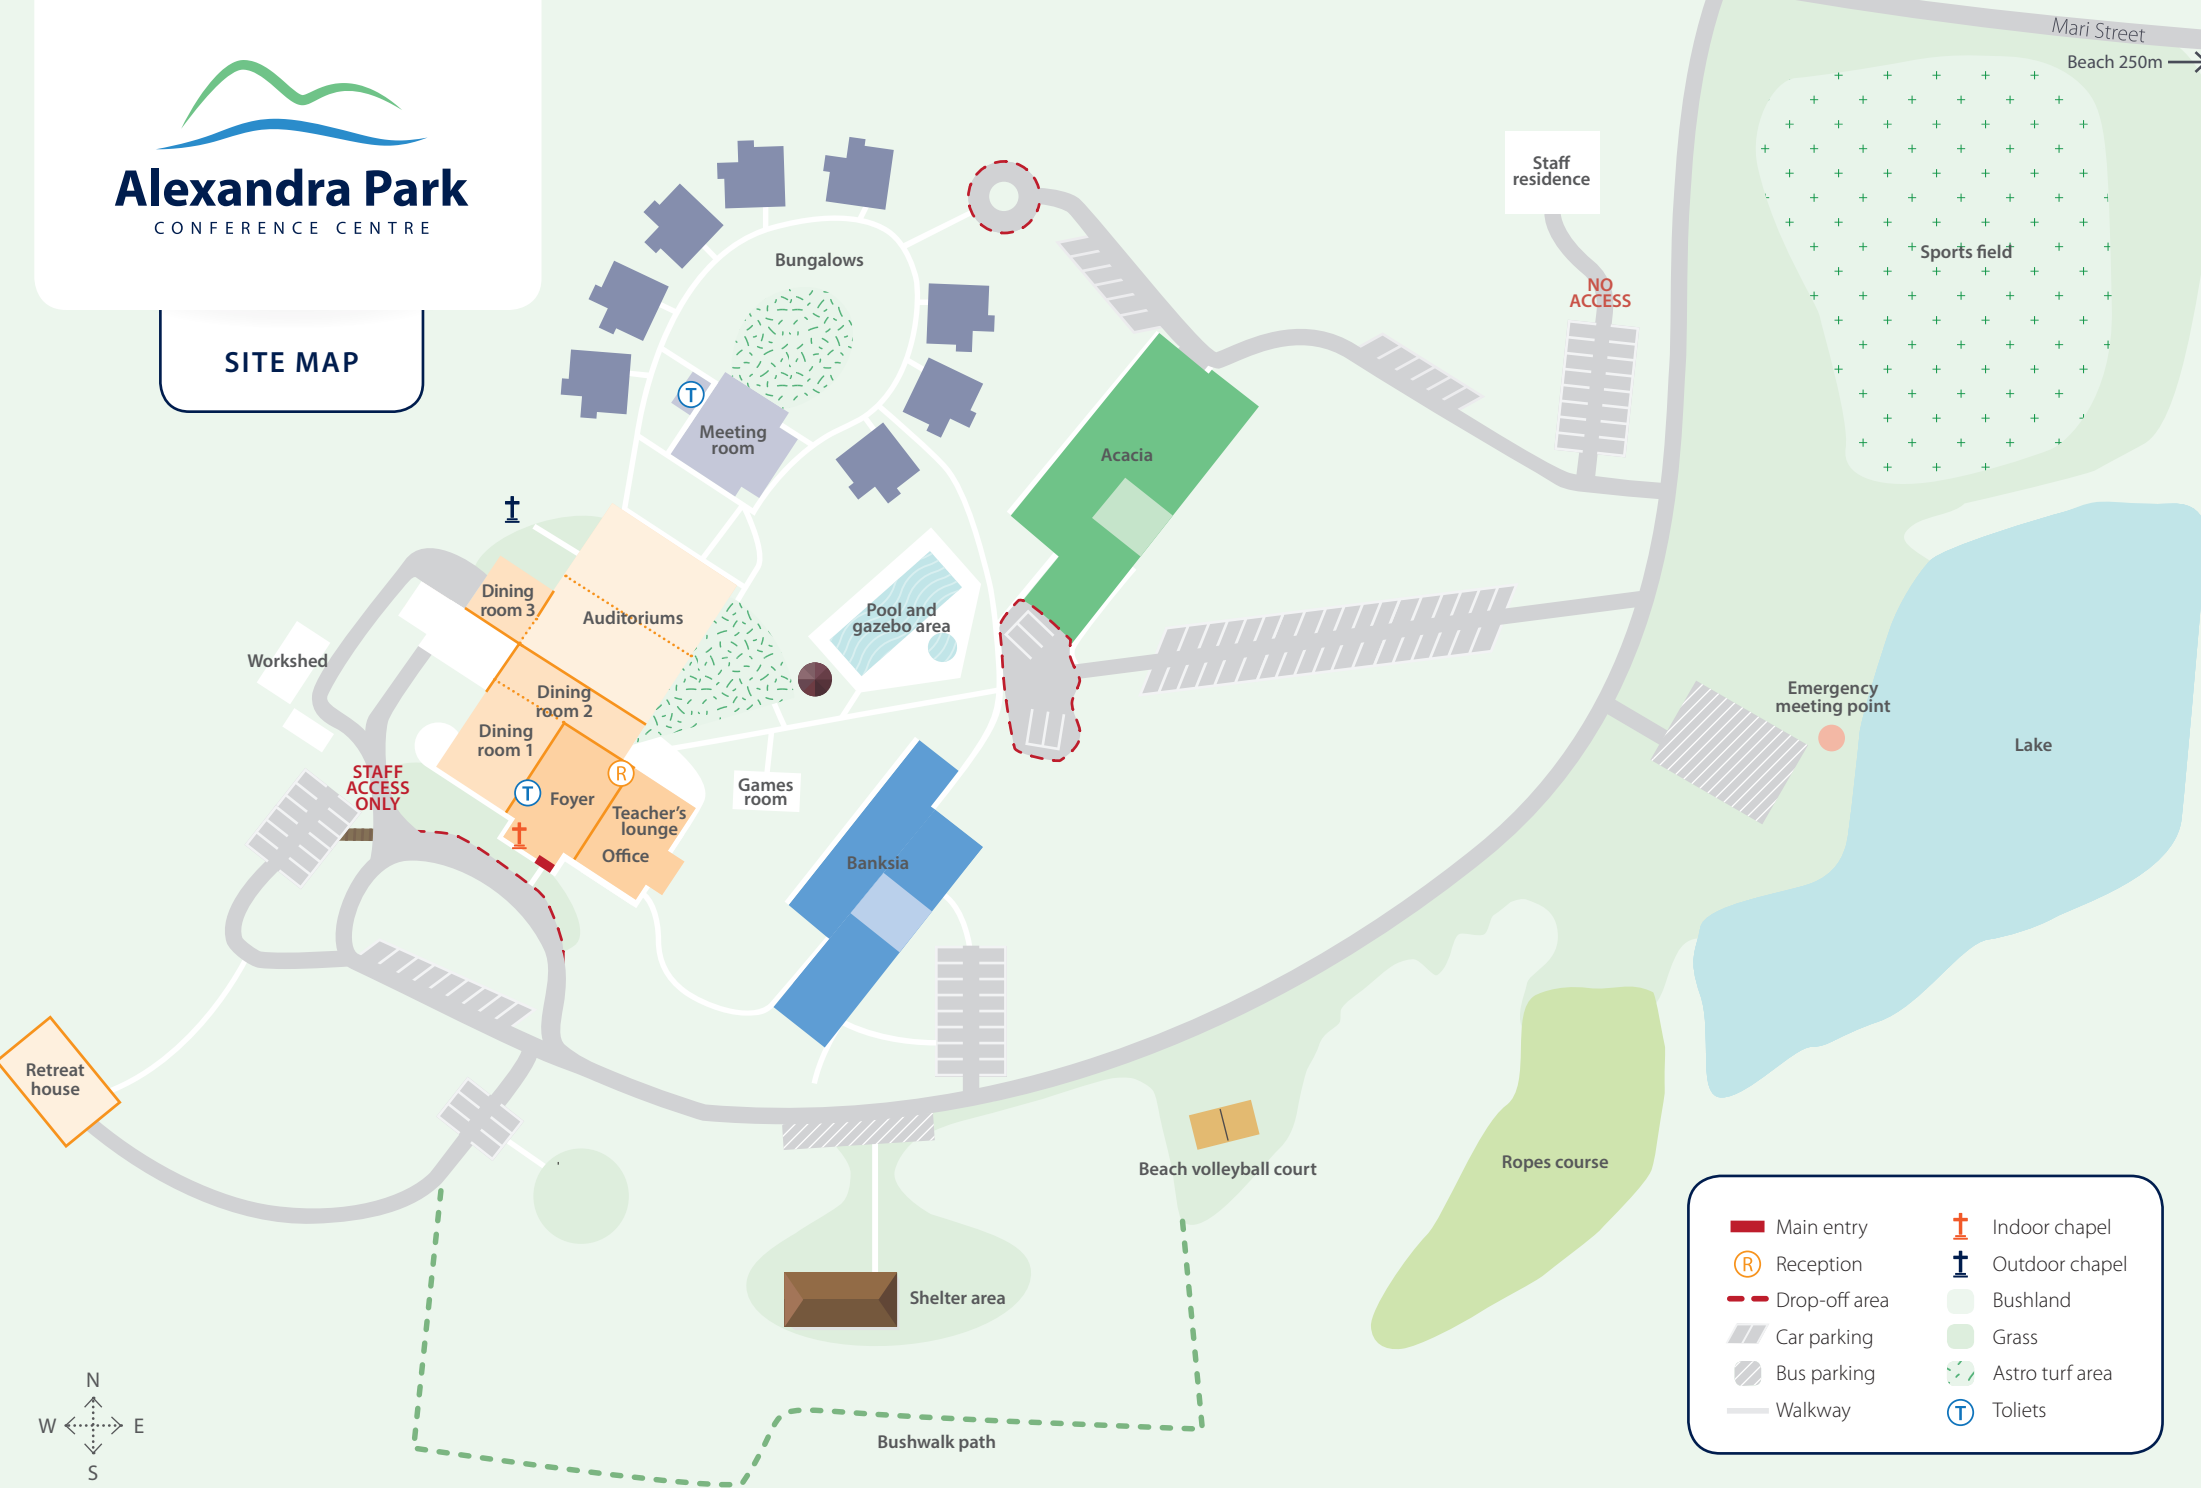 Alexandra Park
CONFERENCE CENTRE
SITE MAP
Mari Street
Beach 250m
Staff
residence
NO
ACCESS
Sports field
Bungalows
T
Meeting
room
Acacia
Dining
room 3
Auditoriums
Pool and
gazebo area
Workshed
Dining
room 2
Dining
room 1
Emergency
meeting point
Lake
STAFF
ACCESS
ONLY
R
T
Foyer
Games
room
Teacher's
lounge
Office
Banksia
Retreat
house
Beach volleyball court
Ropes course
Shelter area
Bushwalk path
N
W
E
S
Main entry
R
Reception
Drop-off area
Car parking
Bus parking
Walkway
Indoor chapel
Outdoor chapel
Bushland
Grass
Astro turf area
T
Toliets